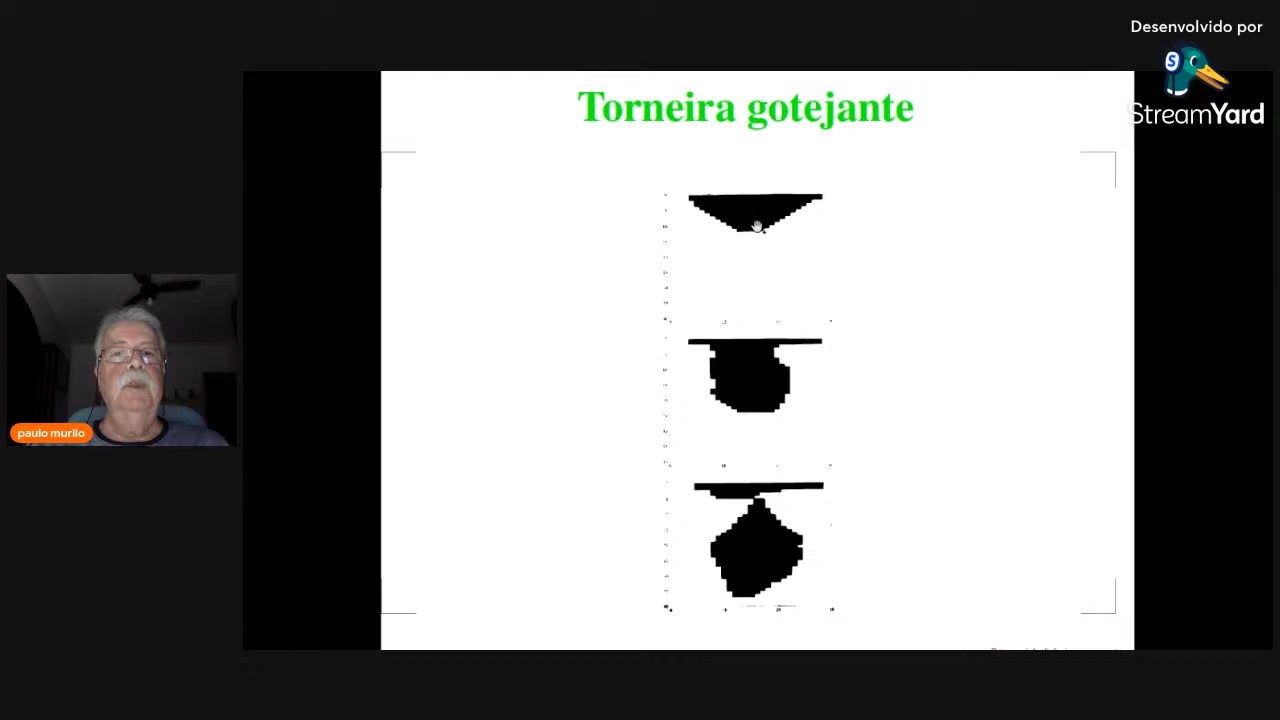 Desenvolvido por
StreamYard
Torneira gotejante
paulo murilo